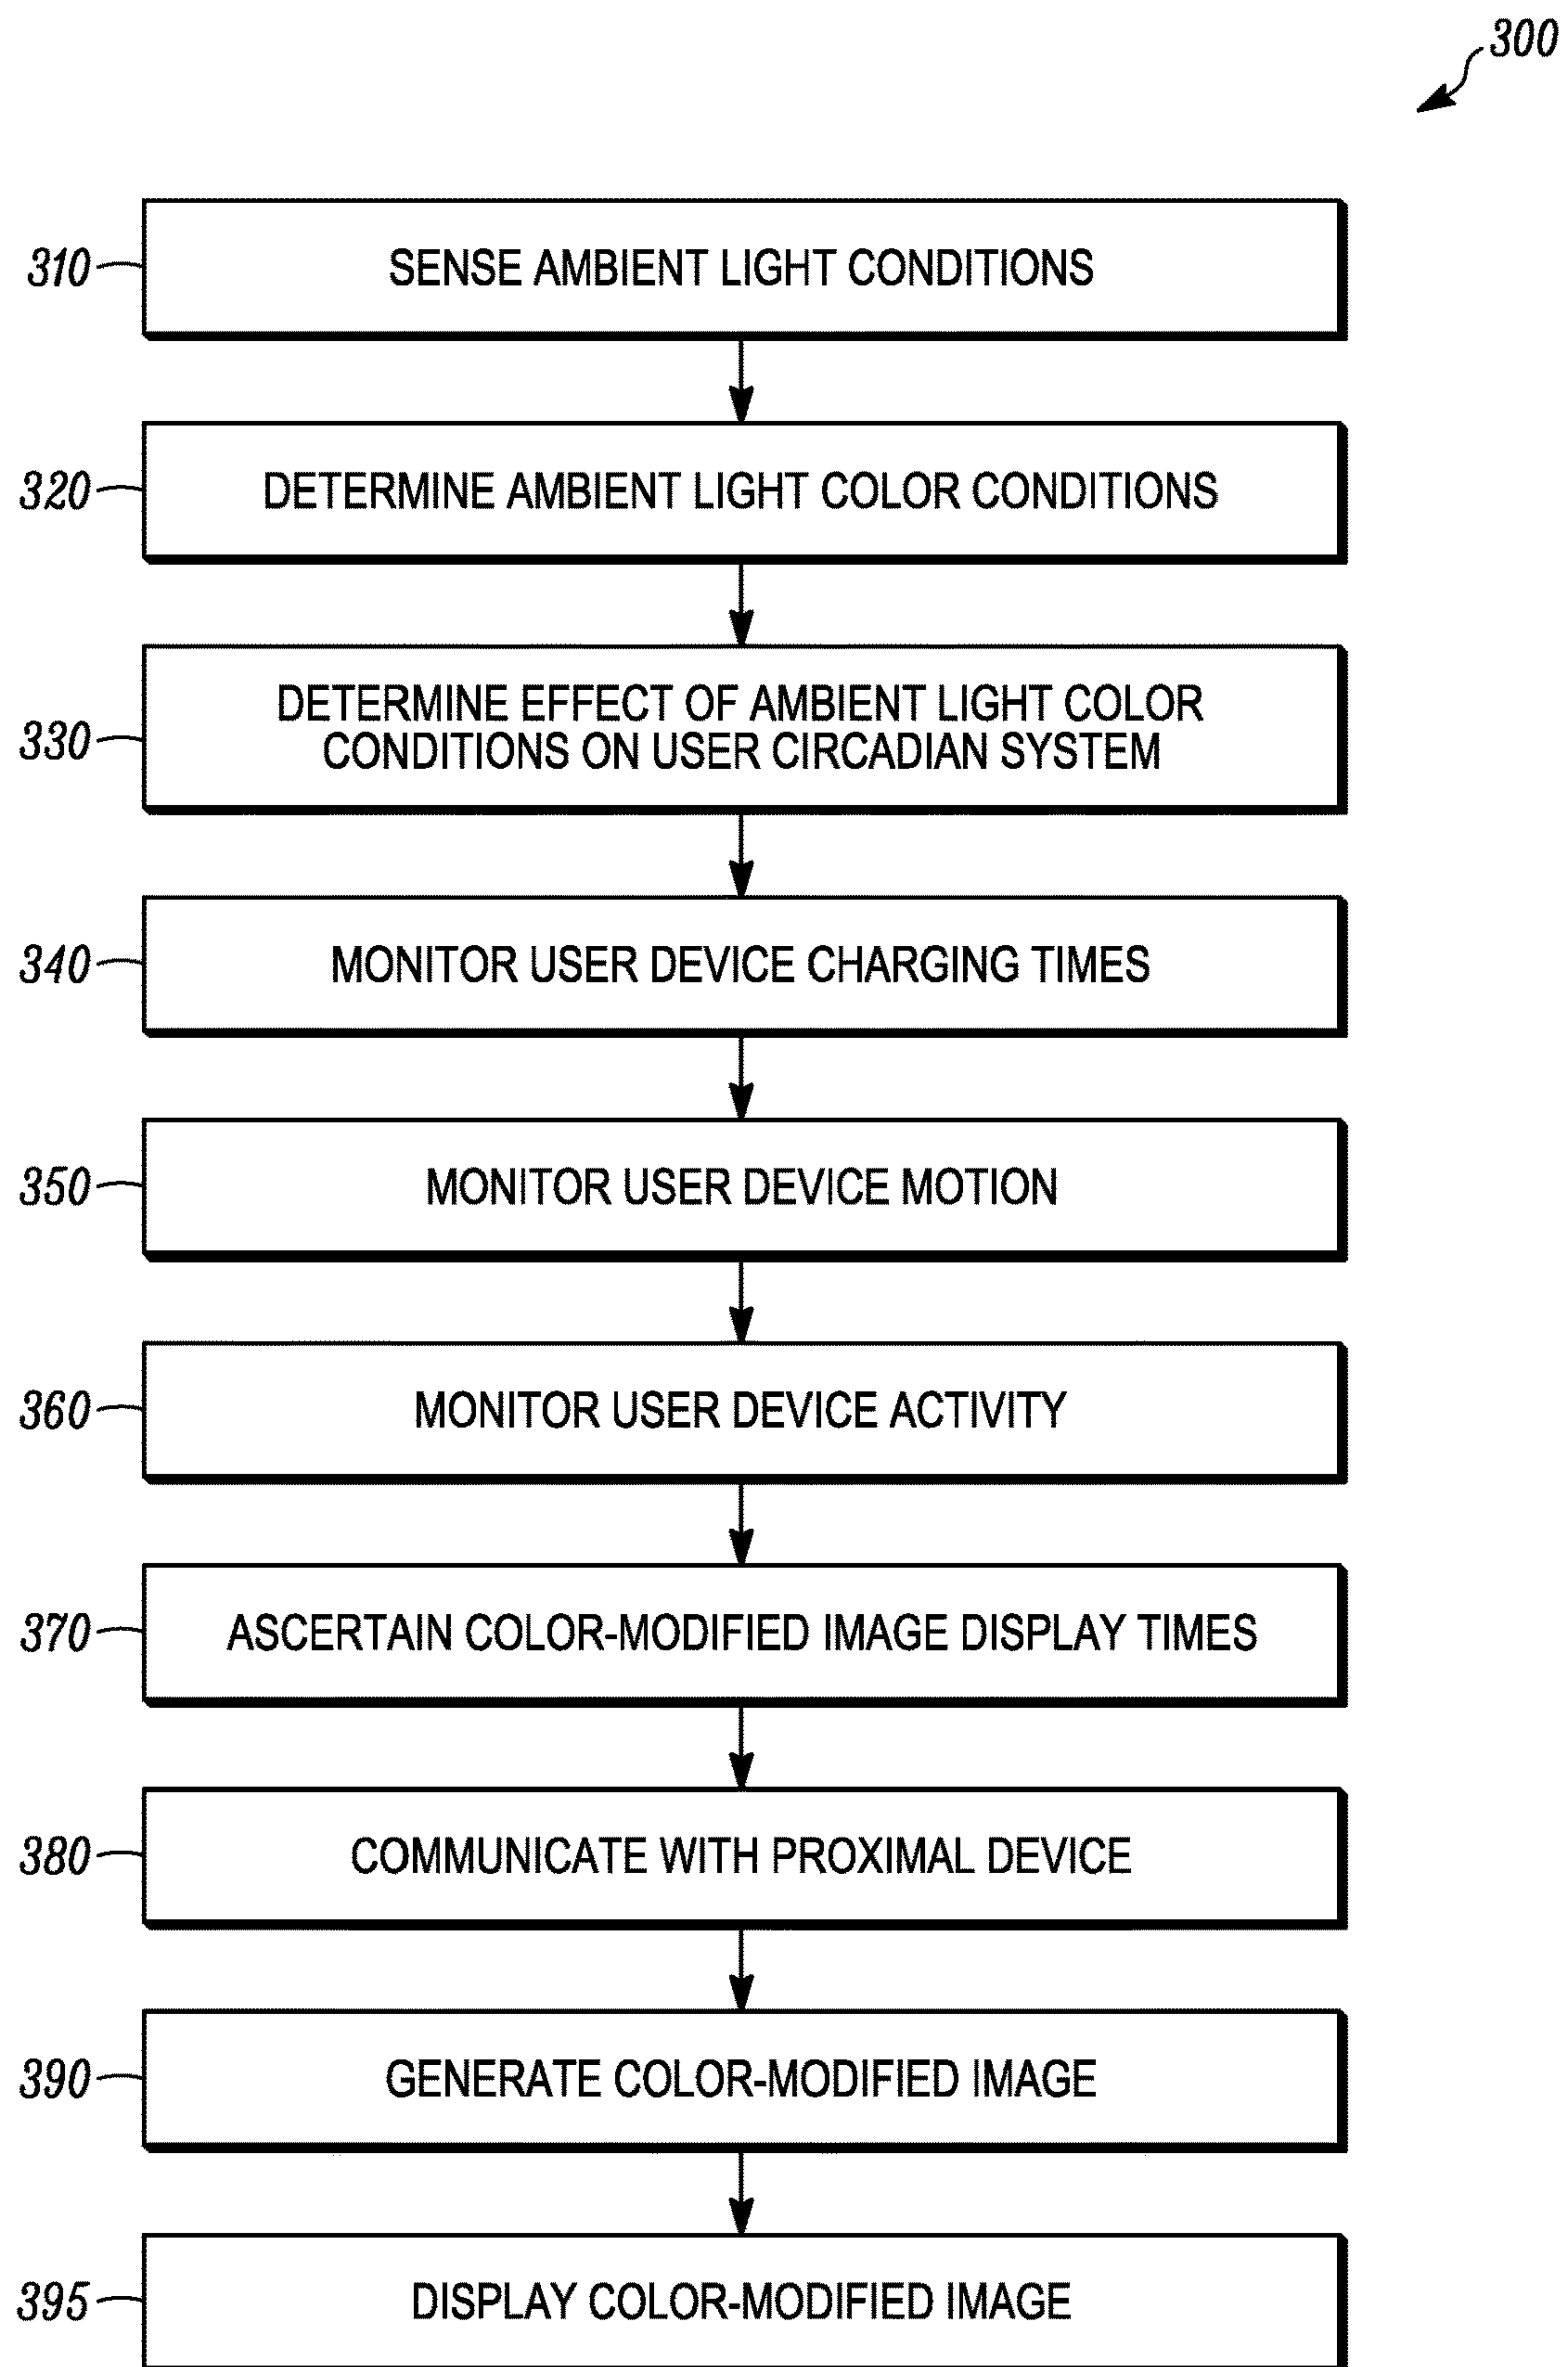 300
310
SENSE AMBIENT LIGHT CONDITIONS
320
DETERMINE AMBIENT LIGHT COLOR CONDITIONS
330
DETERMINE EFFECT OF AMBIENT LIGHT COLOR
CONDITIONS ON USER CIRCADIAN SYSTEM
340
MONITOR USER DEVICE CHARGING TIMES
350
MONITOR USER DEVICE MOTION
360
MONITOR USER DEVICE ACTIVITY
370
ASCERTAIN COLOR-MODIFIED IMAGE DISPLAY TIMES
380
COMMUNICATE WITH PROXIMAL DEVICE
390
GENERATE COLOR-MODIFIED IMAGE
395
DISPLAY COLOR-MODIFIED IMAGE